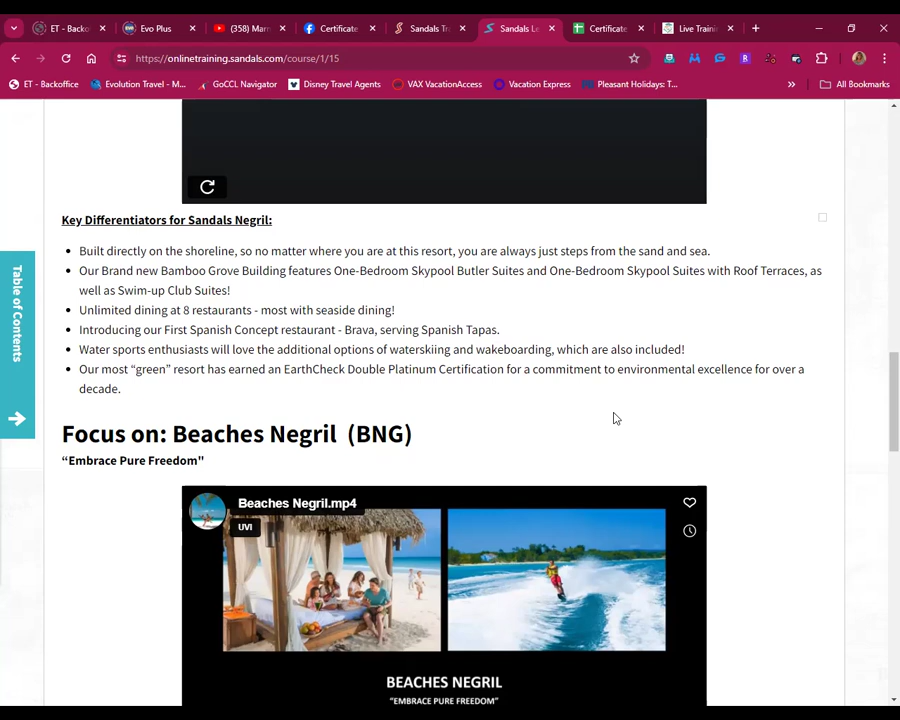 ET - Backo
Evo Plus
(358) Marr
Certificate
Sandals Tr
Sandals Le
Certificate
Live Trainin
https://onlinetraining.sandals.com/course/1/15
ET - Backoffice
Evolution Travel - M...
GoCCL Navigator
Disney Travel Agents
VAX VacationAccess
Vacation Express
Pleasant Holidays: T...
»
All Bookmarks
Key Differentiators for Sandals Negril:
Built directly on the shoreline, so no matter where you are at this resort, you are always just steps from the sand and sea.
Our Brand new Bamboo Grove Building features One-Bedroom Skypool Butler Suites and One-Bedroom Skypool Suites with Roof Terraces, as
well as Swim-up Club Suites!
Unlimited dining at 8 restaurants - most with seaside dining!
Introducing our First Spanish Concept restaurant - Brava, serving Spanish Tapas.
Water sports enthusiasts will love the additional options of waterskiing and wakeboarding, which are also included!
Our most “green” resort has earned an EarthCheck Double Platinum Certification for a commitment to environmental excellence for over a
decade.
Table of Contents
Focus on: Beaches Negril (BNG)
“Embrace Pure Freedom"
Beaches Negril.mp4
UVI
BEACHES NEGRIL
“EMBRACE PURE FREEDOM”